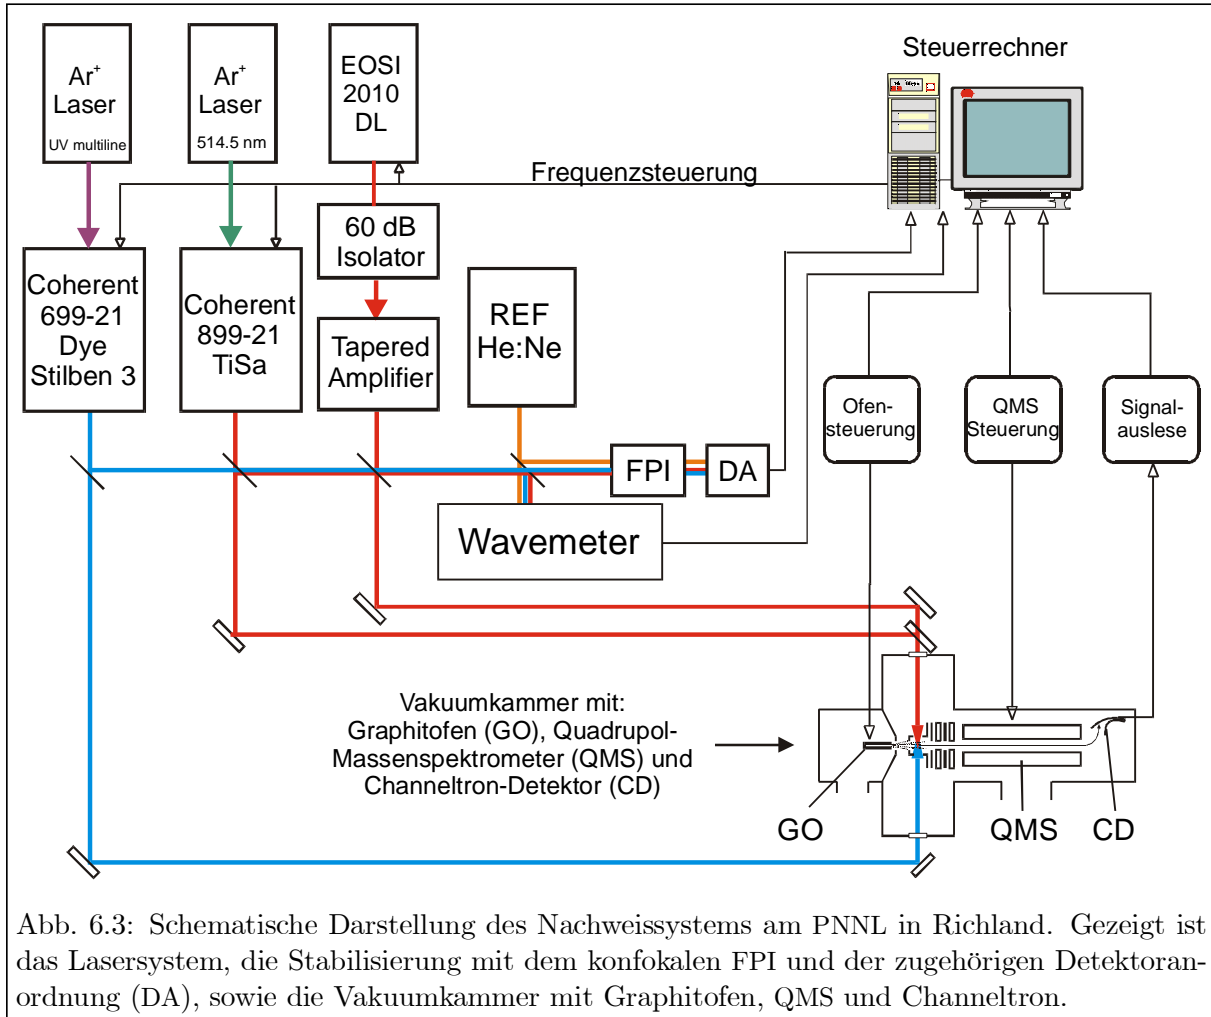 Ar+
Laser
UV multiline
Ar+
Laser
514.5 nm
EOSI
2010
DL
Steuerrechner
Frequenzsteuerung
60 dB
Isolator
Coherent
699-21
Dye
Stilben 3
Coherent
899-21
TiSa
Tapered
Amplifier
REF
He:Ne
Ofen-
steuerung
QMS
Steuerung
Signal-
auslese
FPI
DA
Wavemeter
Vakuumkammer mit:
Graphitofen (GO), Quadrupol-
Massenspektrometer (QMS) und
Channeltron-Detektor (CD)
GO
QMS
CD
Abb. 6.3: Schematische Darstellung des Nachweissystems am PNNL in Richland. Gezeigt ist
das Lasersystem, die Stabilisierung mit dem konfokalen FPI und der zugehörigen Detektoran-
ordnung (DA), sowie die Vakuumkammer mit Graphitofen, QMS und Channeltron.